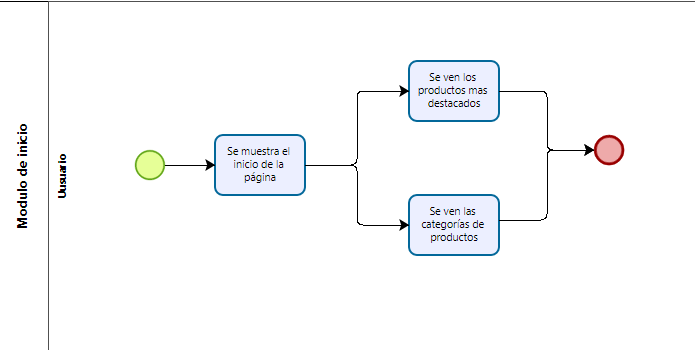 Modulo de inicio
Uusuario
Se muestra el
inicio de la
página
Se ven los
productos mas
destacados
Se ven las
categorías de
productos